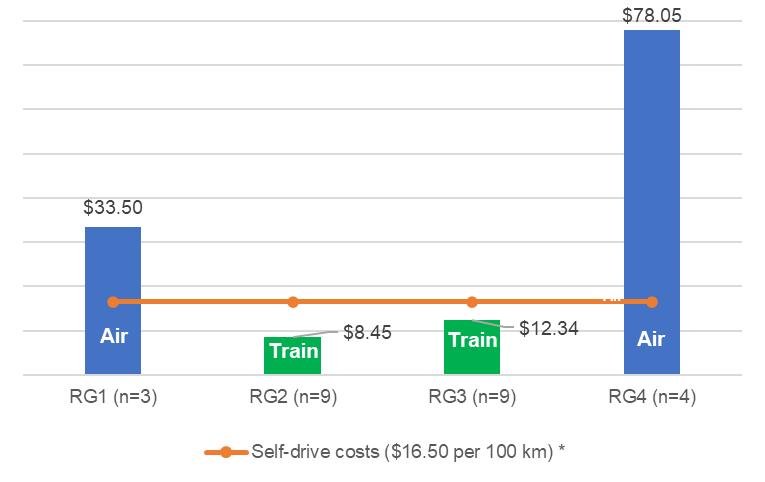 $78.05
$33.50
Air
Train
$8.45
Train
$12.34
Air
RG1 (n=3)
RG2 (n=9)
RG3 (n=9)
RG4 (n=4)
Self-drive costs ($16.50 per 100 km) *